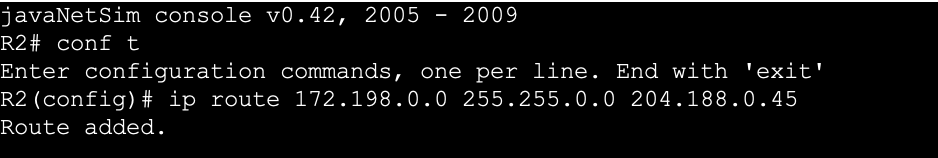 javaNetSim console v0.42, 2005 - 2009
R2# conf t
Enter configuration commands, one per line. End with 'exit'
R2(config)# ip route 172.198.0.0 255.255.0.0 204.188.0.45
Route added.